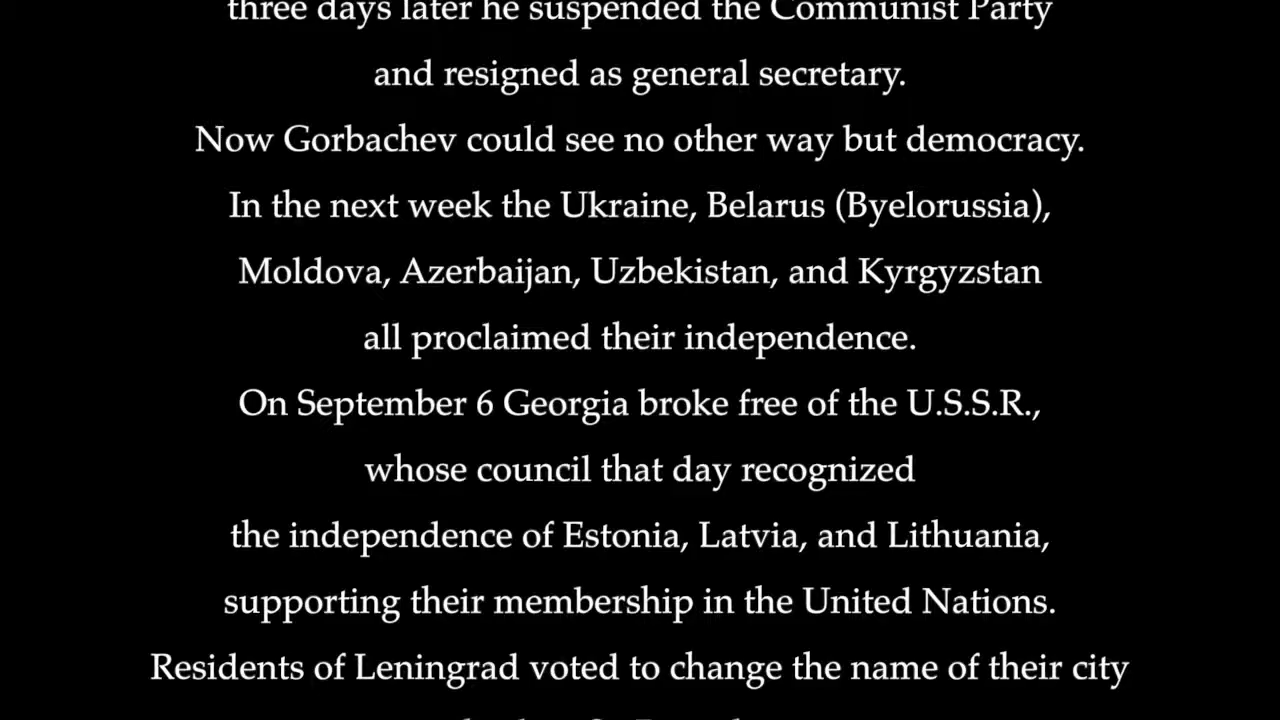 three days later he suspended the Communist Party
and resigned as general secretary.
Now Gorbachev could see no other way but democracy.
In the next week the Ukraine, Belarus (Byelorussia),
Moldova, Azerbaijan, Uzbekistan, and Kyrgyzstan
all proclaimed their independence.
On September 6 Georgia broke free of the U.S.S.R.,
whose council that day recognized
the independence of Estonia, Latvia, and Lithuania,
supporting their membership in the United Nations.
Residents of Leningrad voted to change the name of their city